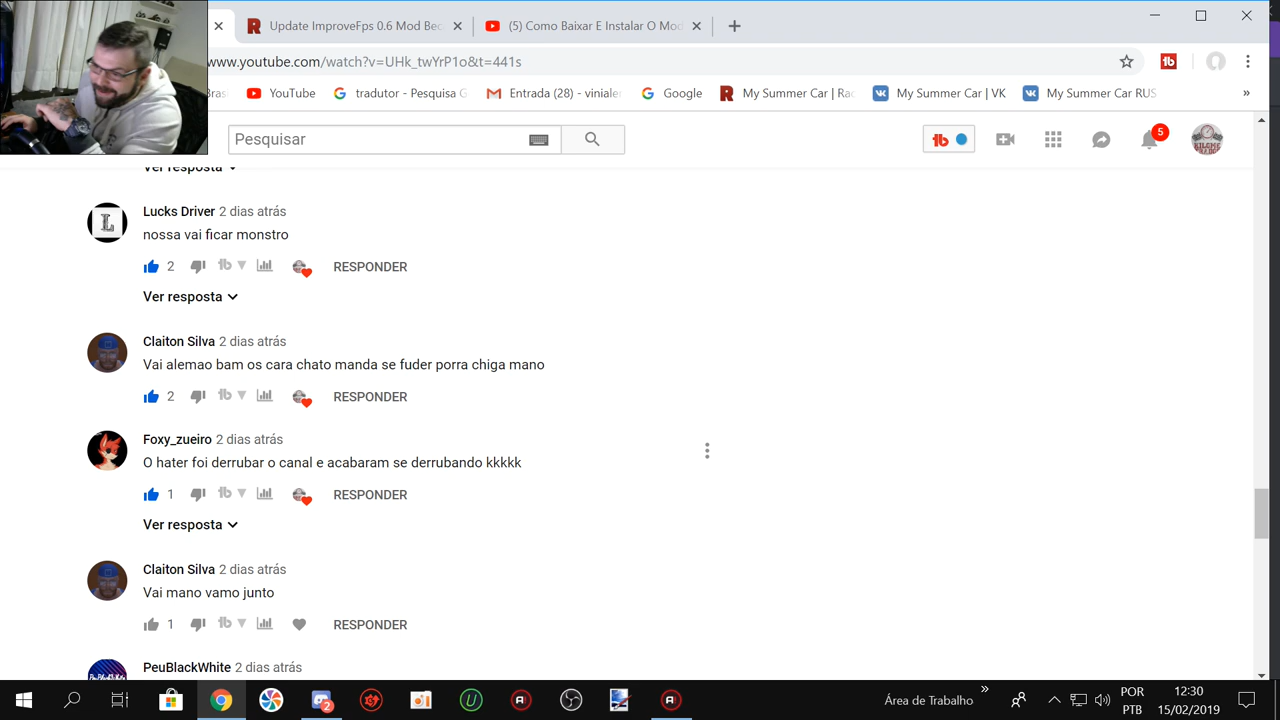 Update ImproveFps 0.6 Mod Bec
(5) Como Baixar E Instalar O Mod
www.youtube.com/watch?v=UHk_twYrP1o&t=441s
Bras
YouTube
tradutor - Pesquisa G
Entrada (28) - vinialer
Google
My Summer Car | Rac
My Summer Car | VK
My Summer Car RUS
»
Pesquisar
5
Ver resposta
Lucks Driver 2 dias atrás
nossa vai ficar monstro
2 RESPONDER
Ver resposta
Claiton Silva 2 dias atrás
Vai alemao bam os cara chato manda se fuder porra chiga mano
2 RESPONDER
Foxy_zueiro 2 dias atrás
O hater foi derrubar o canal e acabaram se derrubando kkkkk
1 RESPONDER
Ver resposta
Claiton Silva 2 dias atrás
Vai mano vamo junto
1 RESPONDER
PeuBlackWhite 2 dias atrás
Área de Trabalho
POR
PTB
12:30
15/02/2019